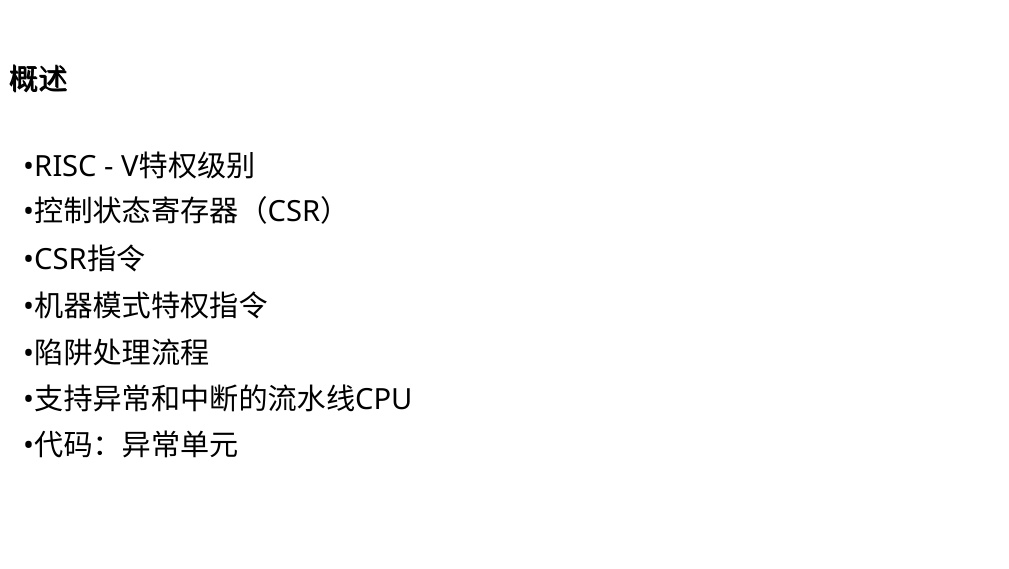 概述
•RISC - V特权级别
•控制状态寄存器（CSR）
•CSR指令
•机器模式特权指令
•陷阱处理流程
•支持异常和中断的流水线CPU
•代码：异常单元